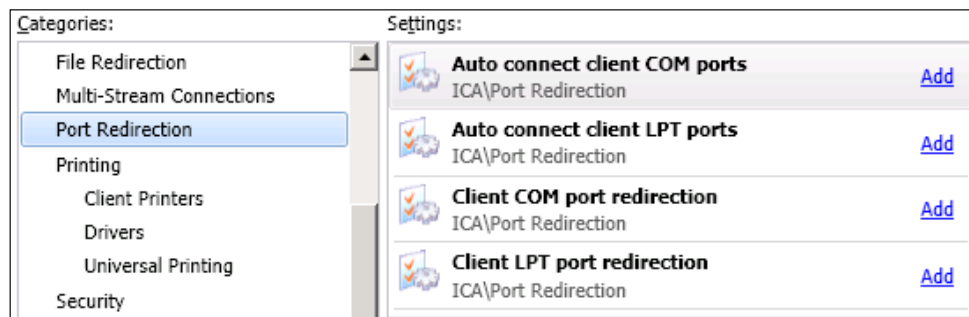 Categories:
File Redirection
Multi-Stream Connections
Port Redirection
Printing
Client Printers
Drivers
Universal Printing
Security
Settings:
Auto connect client COM ports
ICA\Port Redirection
Add
Auto connect client LPT ports
ICA\Port Redirection
Add
Client COM port redirection
ICA\Port Redirection
Add
Client LPT port redirection
ICA\Port Redirection
Add